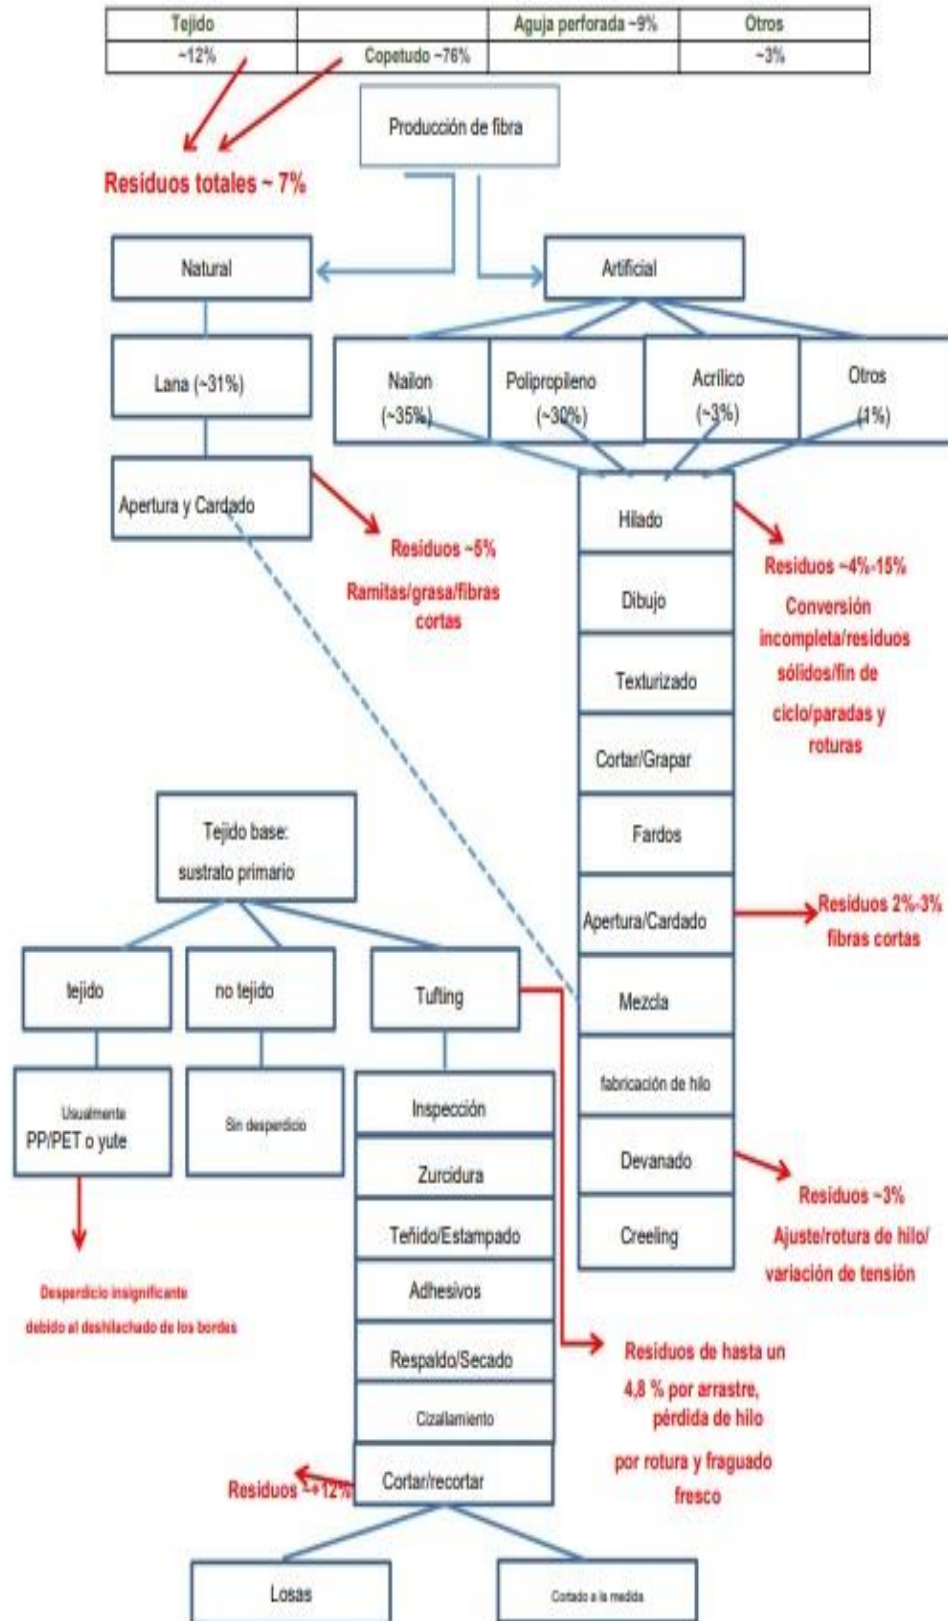 Tejido
Aguja perforada ~9%
Otros
~12%
Copetudo ~76%
~3%
Producción de fibra
Residuos totales ~ 7%
Natural
Artificial
Lana (~31%)
Nailon
(~35%)
Polipropileno
(~30%)
Acrílico
(~3%)
Otros
(1%)
Apertura y Cardado
Residuos ~5%
Ramitas/grasa/fibras
cortas
Hilado
Residuos ~4%-15%
Conversión
incompleta/residuos
sólidos/fin de
ciclo/paradas y
roturas
Dibujo
Texturizado
Cortar/Grapar
Fardos
Apertura/Cardado
Residuos 2%-3%
fibras cortas
Mezcla
fabricación de hilo
Devanado
Residuos ~3%
Ajuste/rotura de hilo/
variación de tensión
Creeling
Tejido base:
sustrato primario
tejido
no tejido
Tufting
Usualmente
PP/PET o yute
Sin desperdicio
Desperdicio insignificante
debido al deshilachado de los bordes
Inspección
Zurcidura
Teñido/Estampado
Adhesivos
Respaldo/Secado
Cizallamiento
Cortar/recortar
Residuos de hasta un
4,8 % por arrastre,
pérdida de hilo
por rotura y fraguado
fresco
Residuos ~+12%
Losas
Cortado a la medida